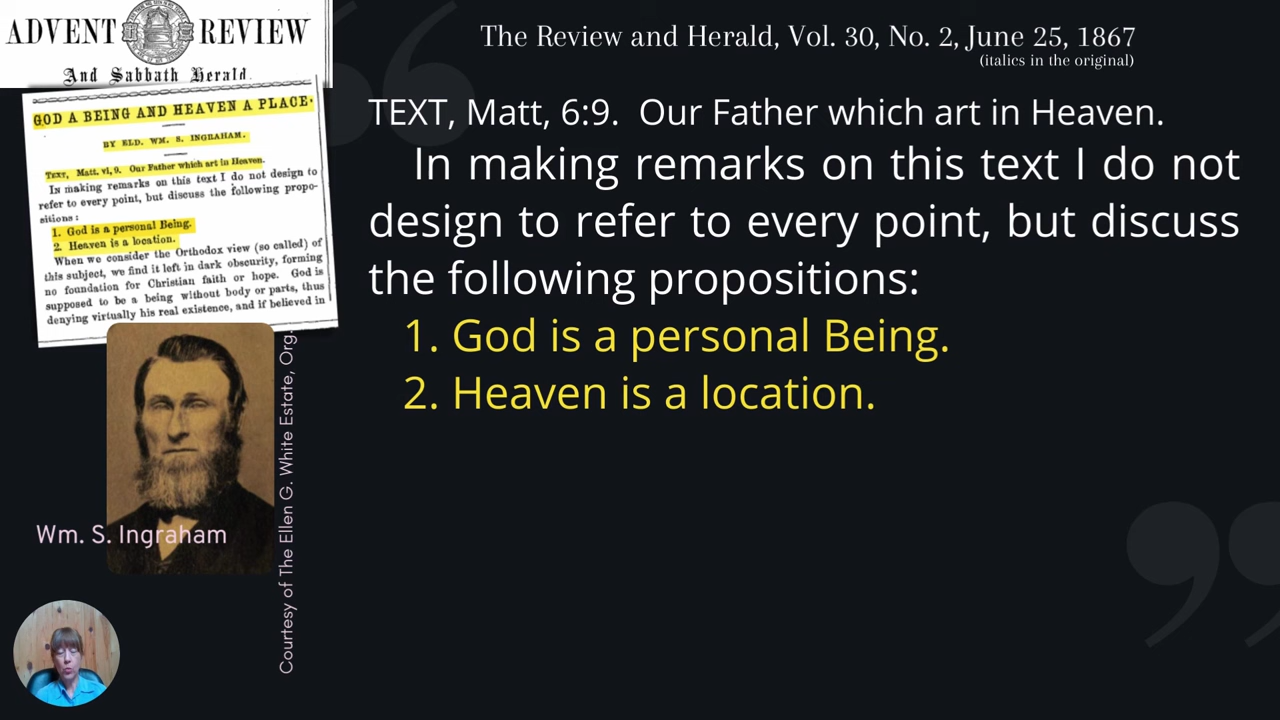 ADVENT REVIEW
And Sabbath Herald.
GOD A BEING AND HEAVEN A PLACE.
BY ELD. WM. S. INGRAHAM.
TEXT, Matt. vi, 9. Our Father which art in Heaven.
In making remarks on this text I do not design to
refer to every point, but discuss the following propo-
sitions:
1. God is a personal Being.
2. Heaven is a location.
When we consider the Orthodox view (so called) of
this subject, we find it left in dark obscurity, forming
no foundation for Christian faith or hope. God is
supposed to be a being without body or parts, thus
denying virtually his real existence, and if believed in
Wm. S. Ingraham
Courtesy of The Ellen G. White Estate, Org.
The Review and Herald, Vol. 30, No. 2, June 25, 1867
(italics in the original)
TEXT, Matt, 6:9. Our Father which art in Heaven.
In making remarks on this text I do not
design to refer to every point, but discuss
the following propositions:
1. God is a personal Being.
2. Heaven is a location.